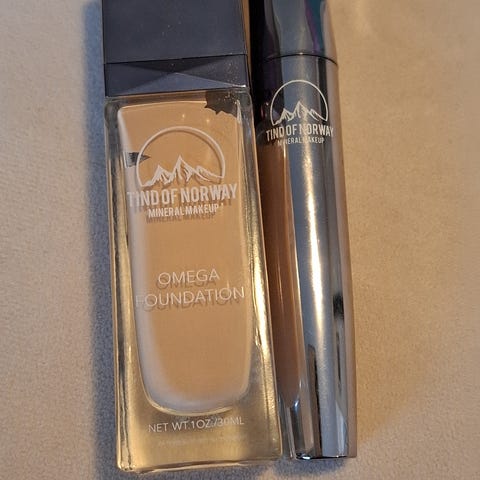 TIND OF NORWAY
MINERAL MAKEUP
OMEGA
FOUNDATION
NET WT.1OZ./30ML
TIND OF NORWAY
MINERAL MAKEUP